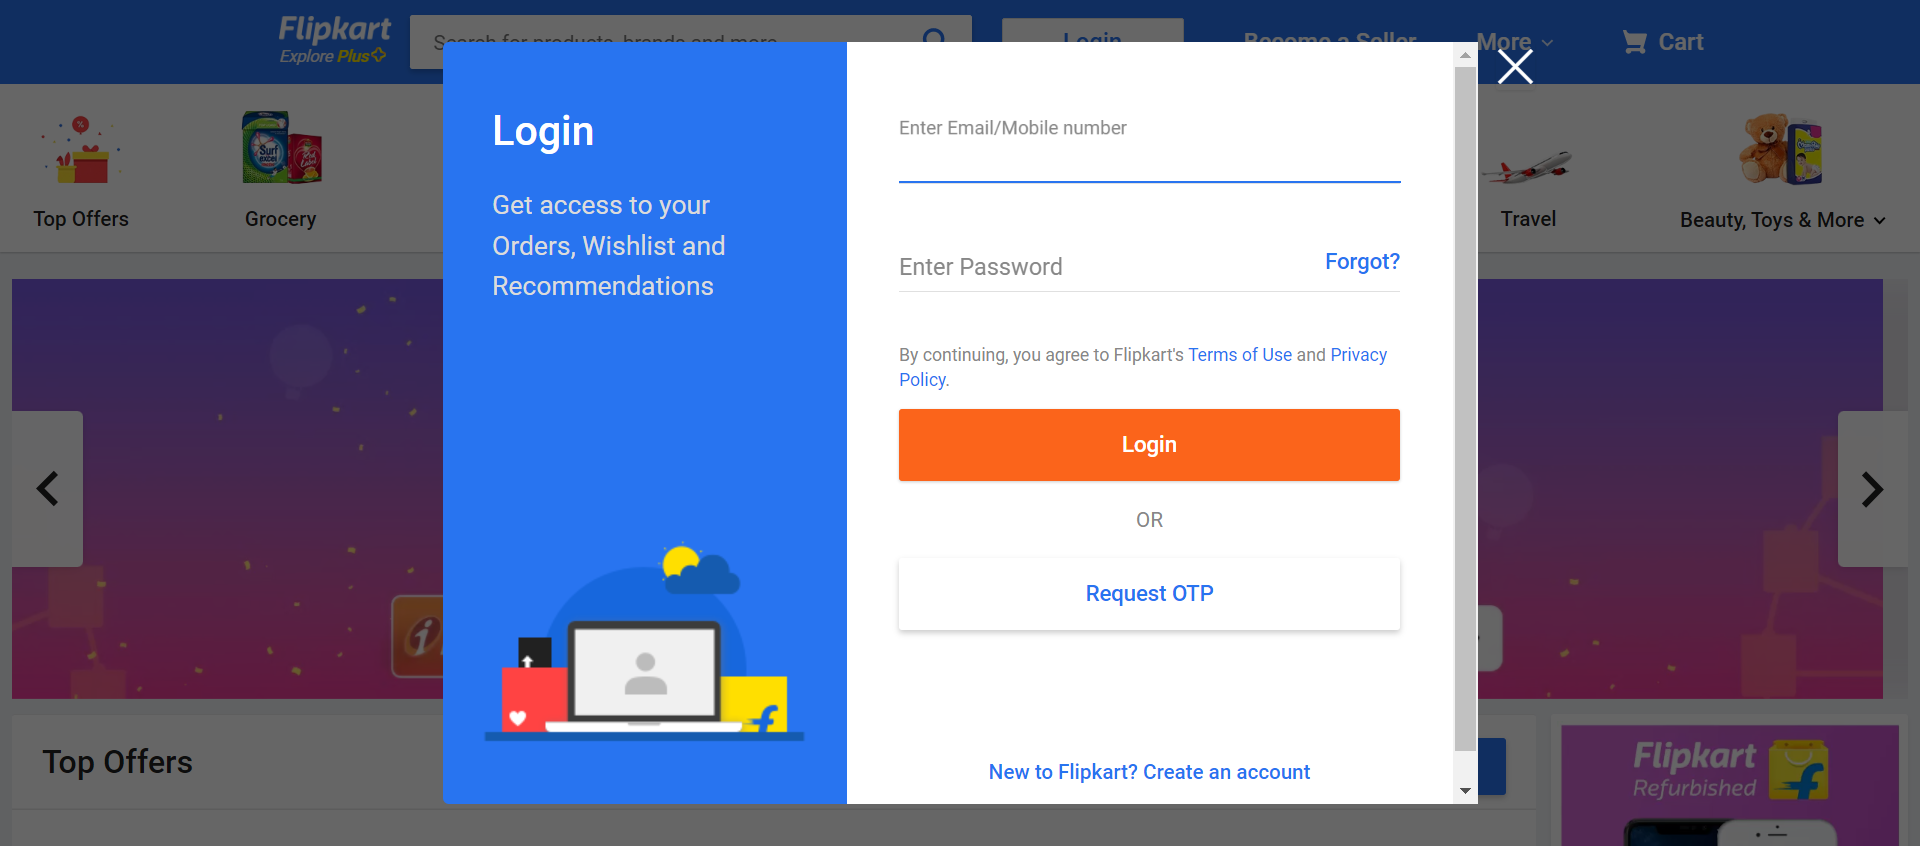 Flipkart
Explore Plus
Search for products, brands and more
Login
Become a Seller
More
Cart
Top Offers
Grocery
Travel
Beauty, Toys & More
Login
Get access to your
Orders, Wishlist and
Recommendations
Enter Email/Mobile number
Enter Password
Forgot?
By continuing, you agree to Flipkart's Terms of Use and Privacy
Policy.
Login
OR
Request OTP
New to Flipkart? Create an account
Top Offers
Flipkart
Refurbished
Surf
excel